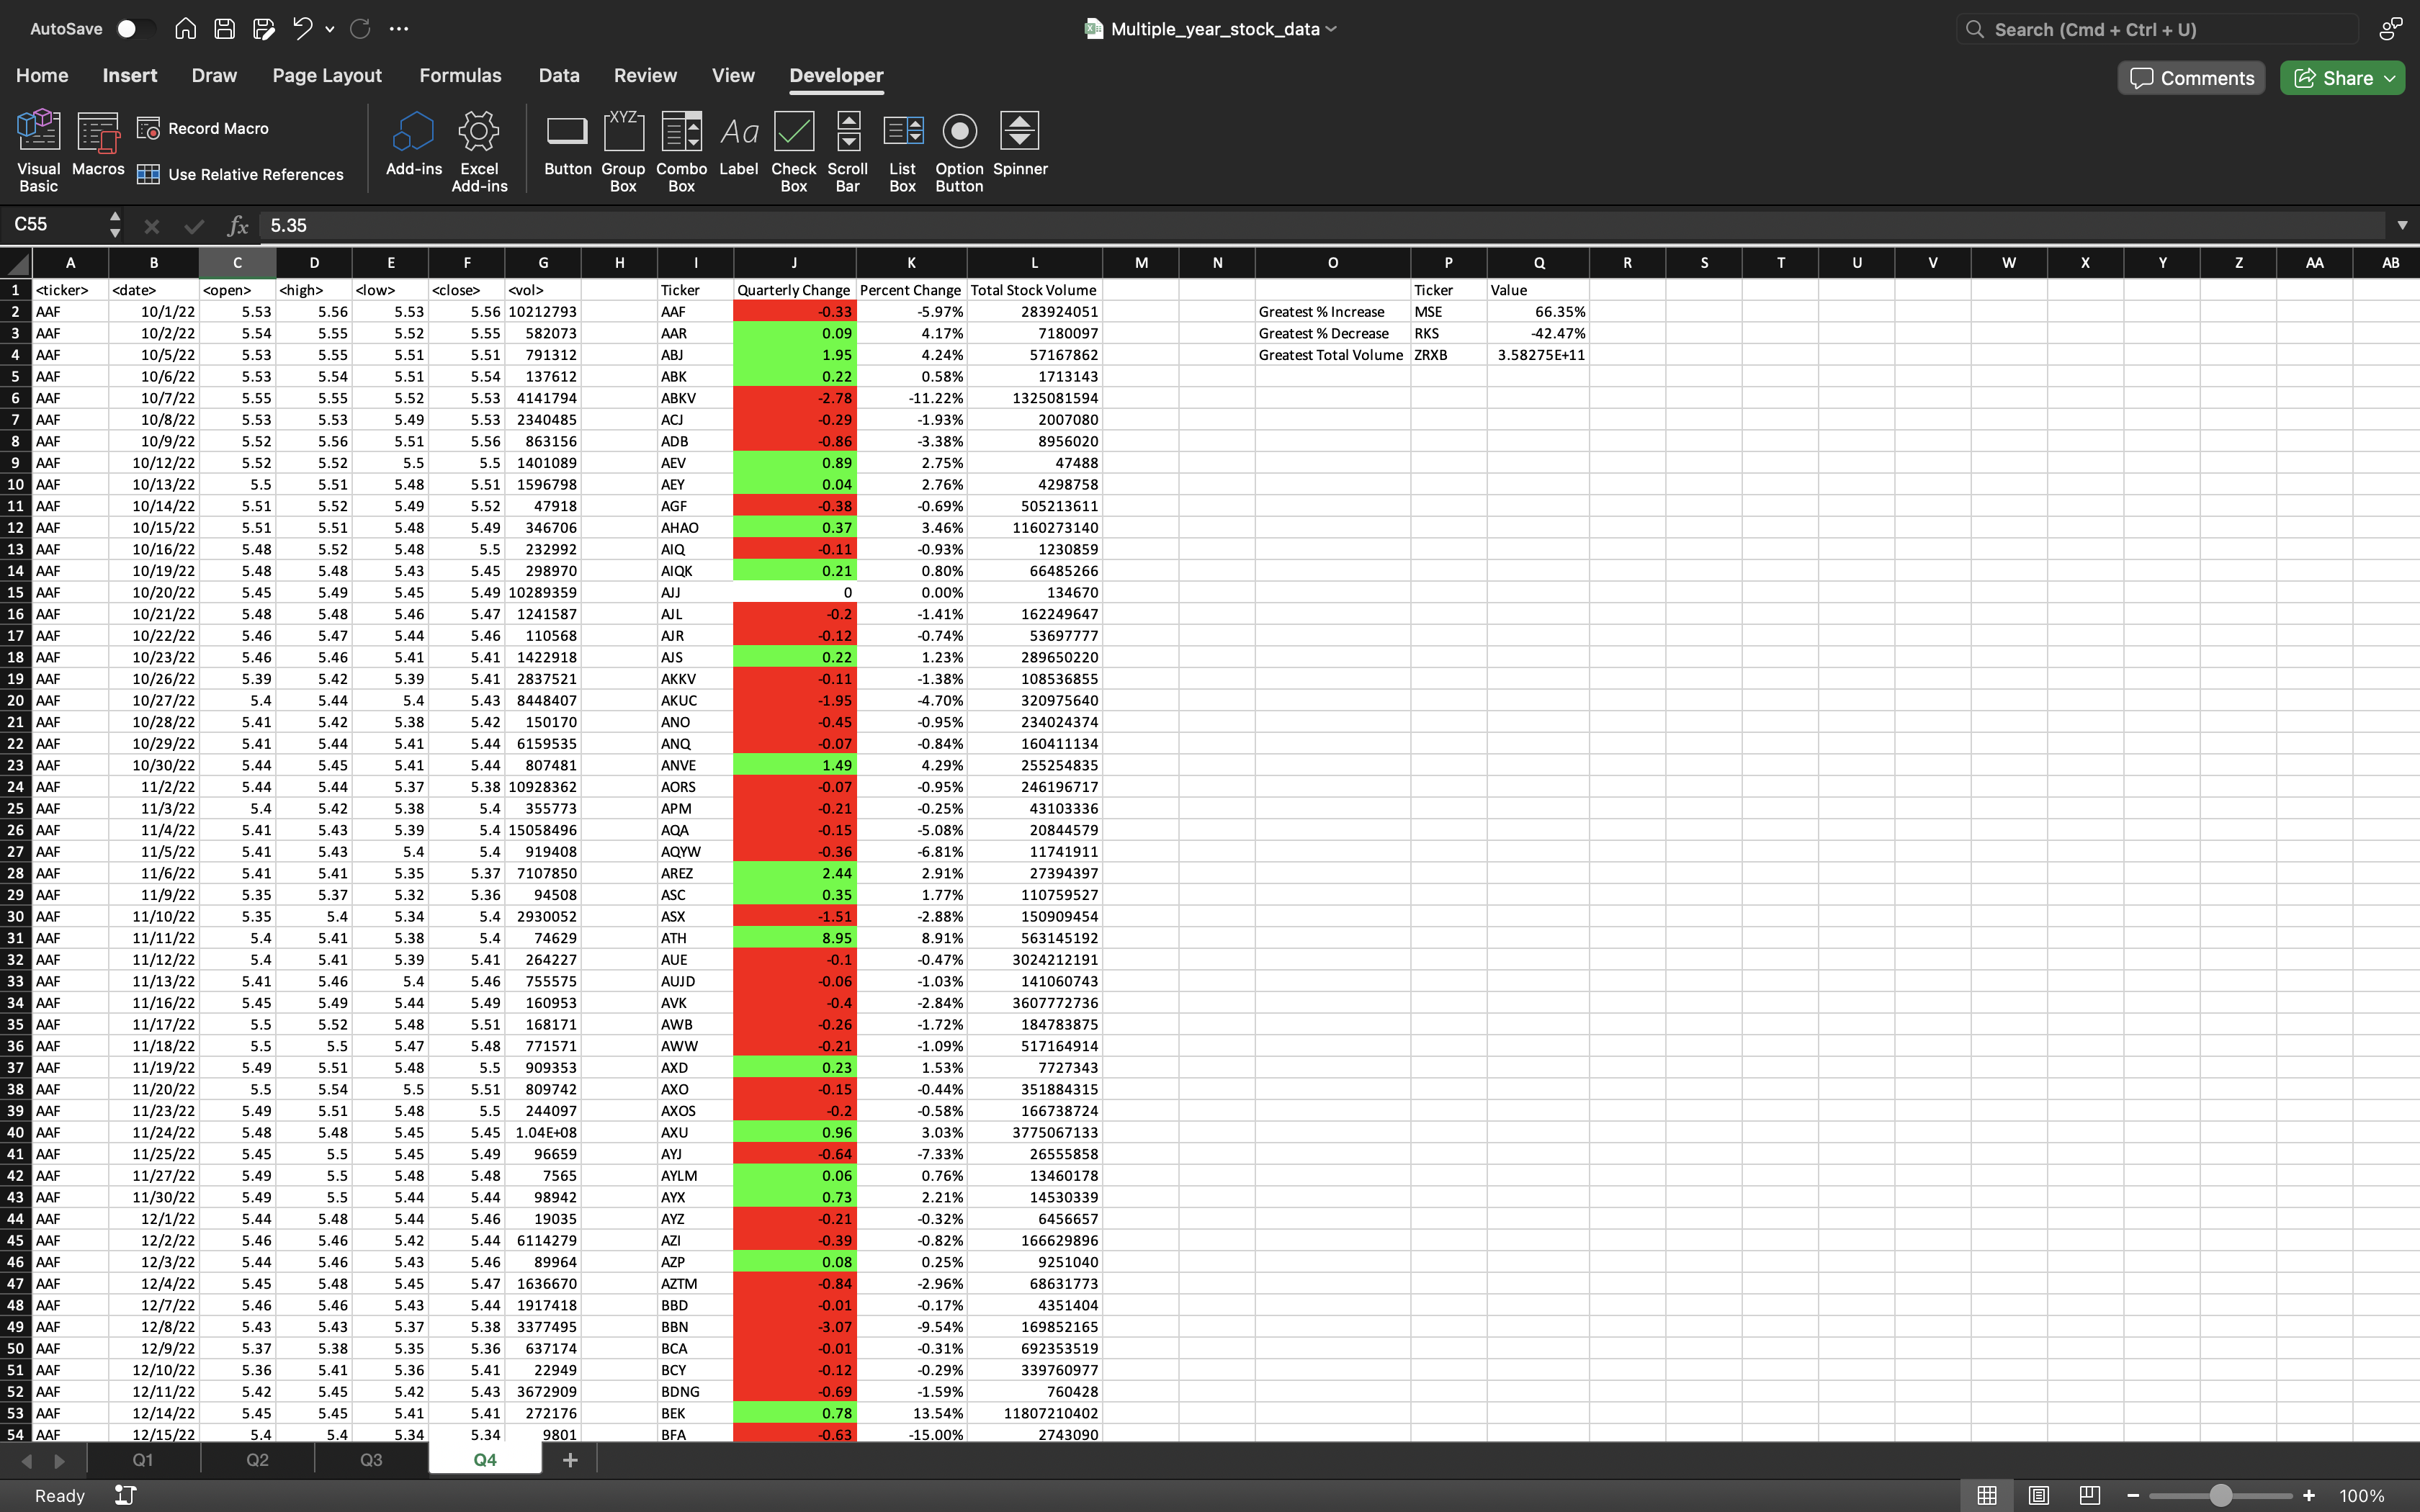 AutoSave Multiple_year_stock_data Search (Cmd + Ctrl + U)
Home Insert Draw Page Layout Formulas Data Review View Developer Comments Share
Visual Basic Macros Record Macro Use Relative References Add-ins Excel Add-ins Button Group Box Combo Box Label Check Box Scroll Bar List Box Option Button Spinner
C55 fx 5.35
A B C D E F G H I J K L M N O P Q R S T U V W X Y Z AA AB
1 <ticker> <date> <open> <high> <low> <close> <vol> Ticker Quarterly Change Percent Change Total Stock Volume Ticker Value
2 AAF 10/1/22 5.53 5.56 5.53 5.56 10212793 AAF -0.33 -5.97% 283924051 Greatest % Increase MSE 66.35%
3 AAF 10/2/22 5.54 5.55 5.52 5.55 582073 AAR 0.09 4.17% 7180097 Greatest % Decrease RKS -42.47%
4 AAF 10/5/22 5.53 5.55 5.51 5.51 791312 ABJ 1.95 4.24% 57167862 Greatest Total Volume ZRXB 3.58275E+11
5 AAF 10/6/22 5.53 5.54 5.51 5.54 137612 ABK 0.22 0.58% 1713143
6 AAF 10/7/22 5.55 5.55 5.52 5.53 4141794 ABKV -2.78 -11.22% 1325081594
7 AAF 10/8/22 5.53 5.53 5.49 5.53 2340485 ACJ -0.29 -1.93% 2007080
8 AAF 10/9/22 5.52 5.56 5.51 5.56 863156 ADB -0.86 -3.38% 8956020
9 AAF 10/12/22 5.52 5.52 5.5 5.5 1401089 AEV 0.89 2.75% 47488
10 AAF 10/13/22 5.5 5.51 5.48 5.51 1596798 AEY 0.04 2.76% 4298758
11 AAF 10/14/22 5.51 5.52 5.49 5.52 47918 AGF -0.38 -0.69% 505213611
12 AAF 10/15/22 5.51 5.51 5.48 5.49 346706 AHAO 0.37 3.46% 1160273140
13 AAF 10/16/22 5.48 5.52 5.48 5.5 232992 AIQ -0.11 -0.93% 1230859
14 AAF 10/19/22 5.48 5.48 5.43 5.45 298970 AIQK 0.21 0.80% 66485266
15 AAF 10/20/22 5.45 5.49 5.45 5.49 10289359 AJJ 0 0.00% 134670
16 AAF 10/21/22 5.48 5.48 5.46 5.47 1241587 AJL -0.2 -1.41% 162249647
17 AAF 10/22/22 5.46 5.47 5.44 5.46 110568 AJR -0.12 -0.74% 53697777
18 AAF 10/23/22 5.46 5.46 5.41 5.41 1422918 AJS 0.22 1.23% 289650220
19 AAF 10/26/22 5.39 5.42 5.39 5.41 2837521 AKKV -0.11 -1.38% 108536855
20 AAF 10/27/22 5.4 5.44 5.4 5.43 8448407 AKUC -1.95 -4.70% 320975640
21 AAF 10/28/22 5.41 5.42 5.38 5.42 150170 ANO -0.45 -0.95% 234024374
22 AAF 10/29/22 5.41 5.44 5.41 5.44 6159535 ANQ -0.07 -0.84% 160411134
23 AAF 10/30/22 5.44 5.45 5.41 5.44 807481 ANVE 1.49 4.29% 255254835
24 AAF 11/2/22 5.44 5.44 5.37 5.38 10928362 AORS -0.07 -0.95% 246196717
25 AAF 11/3/22 5.4 5.42 5.38 5.4 355773 APM -0.21 -0.25% 43103336
26 AAF 11/4/22 5.41 5.43 5.39 5.4 15058496 AQA -0.15 -5.08% 20844579
27 AAF 11/5/22 5.41 5.43 5.4 5.4 919408 AQYW -0.36 -6.81% 11741911
28 AAF 11/6/22 5.41 5.41 5.35 5.37 7107850 AREZ 2.44 2.91% 27394397
29 AAF 11/9/22 5.35 5.37 5.32 5.36 94508 ASC 0.35 1.77% 110759527
30 AAF 11/10/22 5.35 5.4 5.34 5.4 2930052 ASX -1.51 -2.88% 150909454
31 AAF 11/11/22 5.4 5.41 5.38 5.4 74629 ATH 8.95 8.91% 563145192
32 AAF 11/12/22 5.4 5.41 5.39 5.41 264227 AUE -0.1 -0.47% 3024212191
33 AAF 11/13/22 5.41 5.46 5.4 5.46 755575 AUJD -0.06 -1.03% 141060743
34 AAF 11/16/22 5.45 5.49 5.44 5.49 160953 AVK -0.4 -2.84% 3607772736
35 AAF 11/17/22 5.5 5.52 5.48 5.51 168171 AWB -0.26 -1.72% 184783875
36 AAF 11/18/22 5.5 5.5 5.47 5.48 771571 AWW -0.21 -1.09% 517164914
37 AAF 11/19/22 5.49 5.51 5.48 5.5 909353 AXD 0.23 1.53% 7727343
38 AAF 11/20/22 5.5 5.54 5.5 5.51 809742 AXO -0.15 -0.44% 351884315
39 AAF 11/23/22 5.49 5.51 5.48 5.5 244097 AXOS -0.2 -0.58% 166738724
40 AAF 11/24/22 5.48 5.48 5.45 5.45 1.04E+08 AXU 0.96 3.03% 3775067133
41 AAF 11/25/22 5.45 5.5 5.45 5.49 96659 AYJ -0.64 -7.33% 26555858
42 AAF 11/27/22 5.49 5.5 5.48 5.48 7565 AYLM 0.06 0.76% 13460178
43 AAF 11/30/22 5.49 5.5 5.44 5.44 98942 AYX 0.73 2.21% 14530339
44 AAF 12/1/22 5.44 5.48 5.44 5.46 19035 AYZ -0.21 -0.32% 6456657
45 AAF 12/2/22 5.46 5.46 5.42 5.44 6114279 AZI -0.39 -0.82% 166629896
46 AAF 12/3/22 5.44 5.46 5.43 5.46 89964 AZP 0.08 0.25% 9251040
47 AAF 12/4/22 5.45 5.48 5.45 5.47 1636670 AZTM -0.84 -2.96% 68631773
48 AAF 12/7/22 5.46 5.46 5.43 5.44 1917418 BBD -0.01 -0.17% 4351404
49 AAF 12/8/22 5.43 5.43 5.37 5.38 3377495 BBN -3.07 -9.54% 169852165
50 AAF 12/9/22 5.37 5.38 5.35 5.36 637174 BCA -0.01 -0.31% 692353519
51 AAF 12/10/22 5.36 5.41 5.36 5.41 22949 BCY -0.12 -0.29% 339760977
52 AAF 12/11/22 5.42 5.45 5.42 5.43 3672909 BDNG -0.69 -1.59% 760428
53 AAF 12/14/22 5.45 5.45 5.41 5.41 272176 BEK 0.78 13.54% 11807210402
54 AAF 12/15/22 5.4 5.4 5.34 5.34 9801 BFA -0.63 -15.00% 2743090
Q1 Q2 Q3 Q4 +
Ready 100%